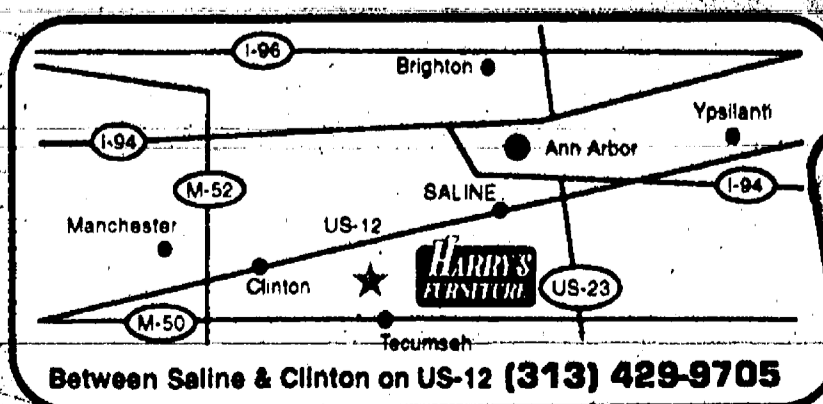 I-96
Brighton
Ypsilanti
I-94
Ann Arbor
M-52
SALINE
I-94
Manchester
US-12
HARRY'S
FURNITURE
Clinton
US-23
M-50
Tecumseh
Between Saline & Clinton on US-12 (313) 429-9705